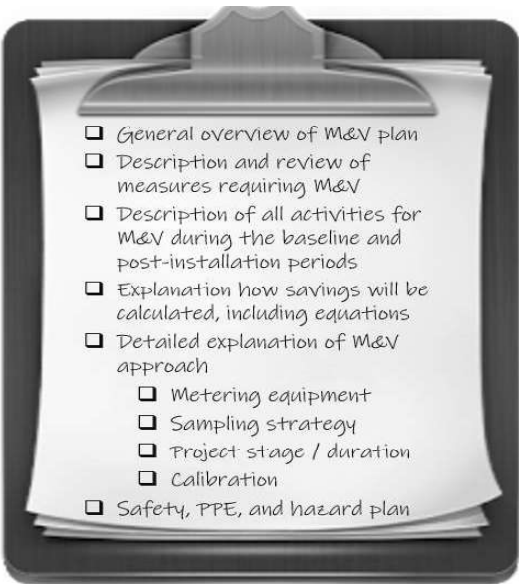 General overview of M&V plan
Description and review of
measures requiring M&V
Description of all activities for
M&V during the baseline and
post-installation periods
Explanation how savings will be
calculated, including equations
Detailed explanation of M&V
approach
Metering equipment
Sampling strategy
Project stage / duration
Calibration
Safety, PPE, and hazard plan